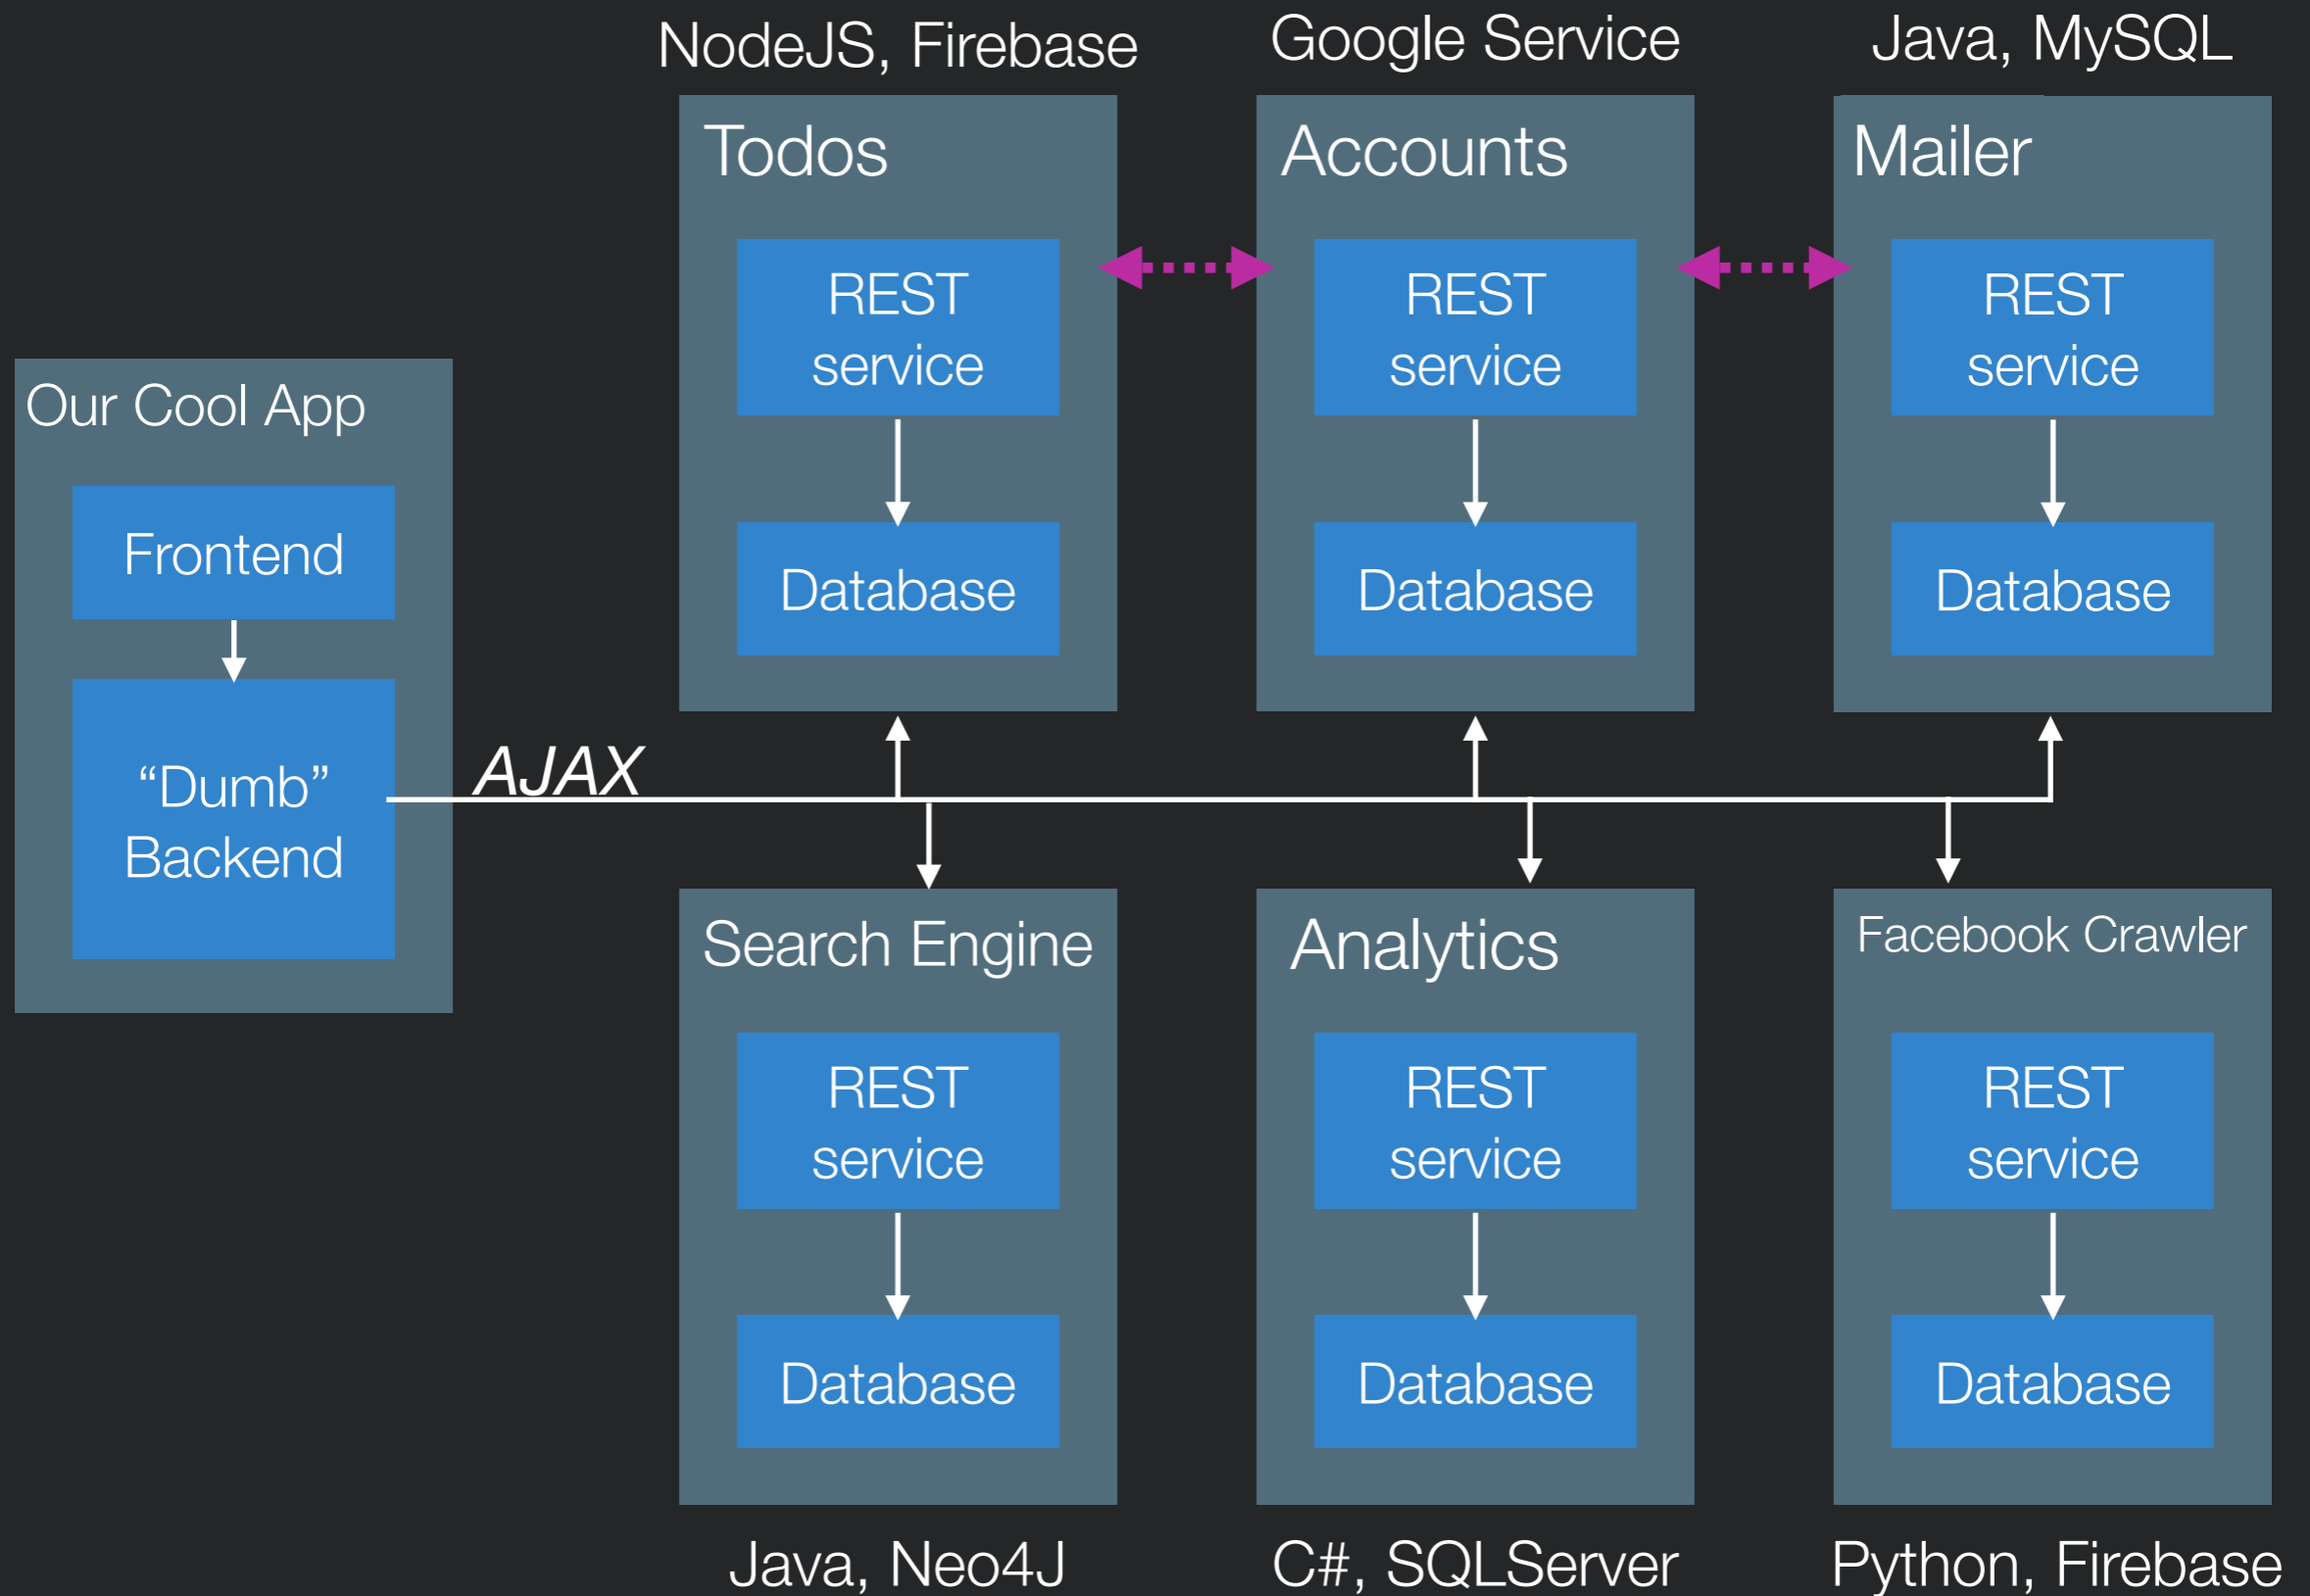 NodeJS, Firebase
Google Service
Java, MySQL
Todos
REST
service
Database
Accounts
REST
service
Database
Mailer
REST
service
Database
Our Cool App
Frontend
“Dumb”
Backend
AJAX
Search Engine
REST
service
Database
Analytics
REST
service
Database
Facebook Crawler
REST
service
Database
Java, Neo4J
C#, SQLServer
Python, Firebase